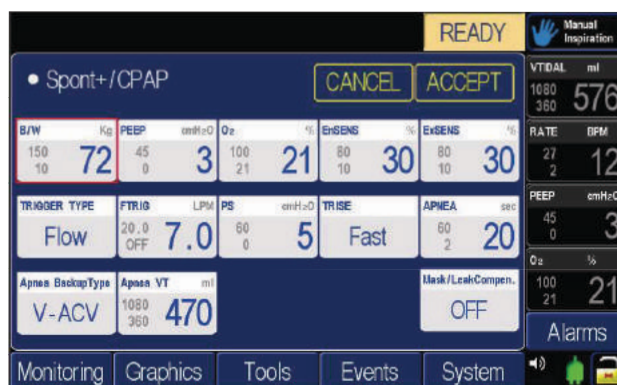 READY
Manual
Inspiration
• Spont+/CPAP
CANCEL
ACCEPT
VTIDAL ml
1080
360
576
B/W Kg
150
10
72
PEEP cmH2O
45
0
3
O2 %
100
21
21
EnSENS %
80
10
30
ExSENS %
80
10
30
RATE BPM
27
2
12
TRIGGER TYPE
Flow
FTRIG LPM
20.0
OFF
7.0
PS cmH2O
60
0
5
TRISE
Fast
APNEA sec
60
2
20
PEEP cmH2O
45
0
3
Apnea BackupType
V-ACV
Apnea VT ml
1080
360
470
Mask/LeakCompen.
OFF
O2 %
100
21
21
Alarms
Monitoring
Graphics
Tools
Events
System